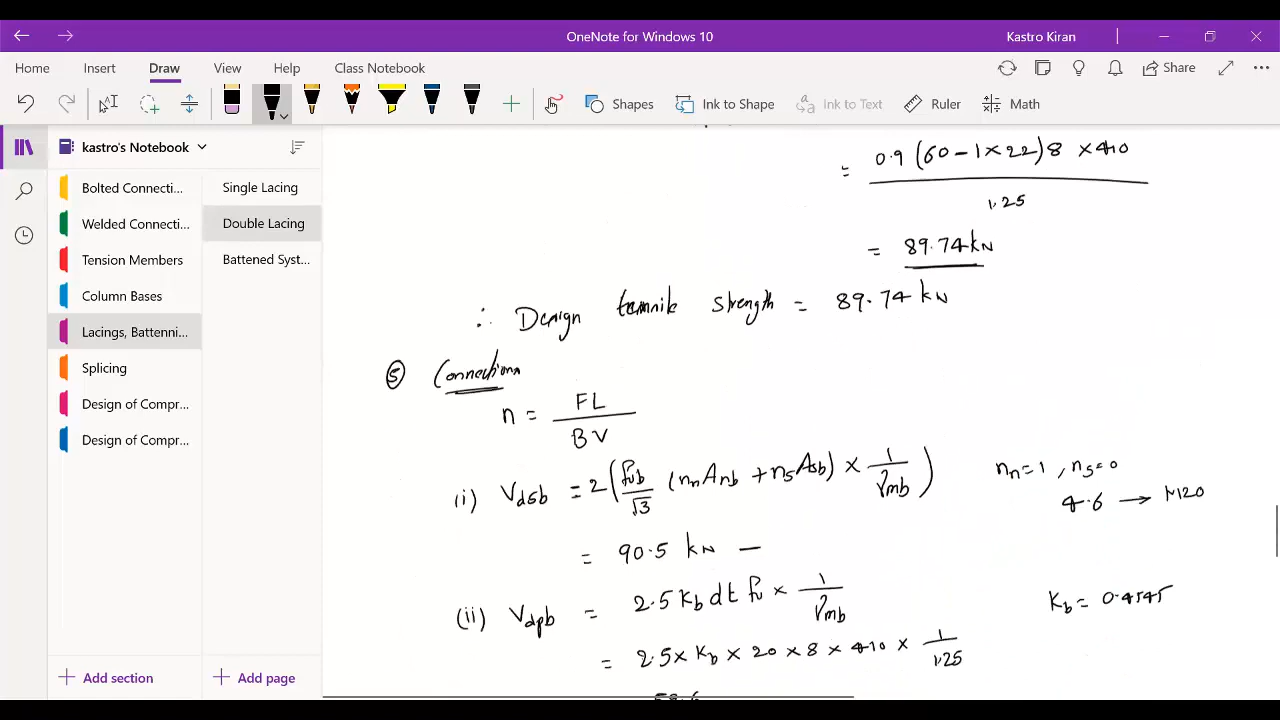 OneNote for Windows 10
Kastro Kiran
Home Insert Draw View Help Class Notebook
Share
Shapes Ink to Shape Ink to Text Ruler Math
kastro's Notebook
Bolted Connecti...
Welded Connecti...
Tension Members
Column Bases
Lacings, Battenni...
Splicing
Design of Compr...
Design of Compr...
Add section
Single Lacing
Double Lacing
Battened Syst...
Add page
= 0.9 (60 - 1 × 22) 8 × 410 / 1.25
= 89.74 kN
∴ Design tensile strength = 89.74 kN
⑤ Connections
n = FL / BV
(i) Vdsb = 2 ( fub/√3 (nn Anb + ns Asb) × 1/γmb ) nn = 1, ns = 0
4.6 → M20
= 90.5 kN —
(ii) Vdpb = 2.5 kb dt fu × 1/γmb kb = 0.4545
= 2.5 × kb × 20 × 8 × 410 × 1/1.25